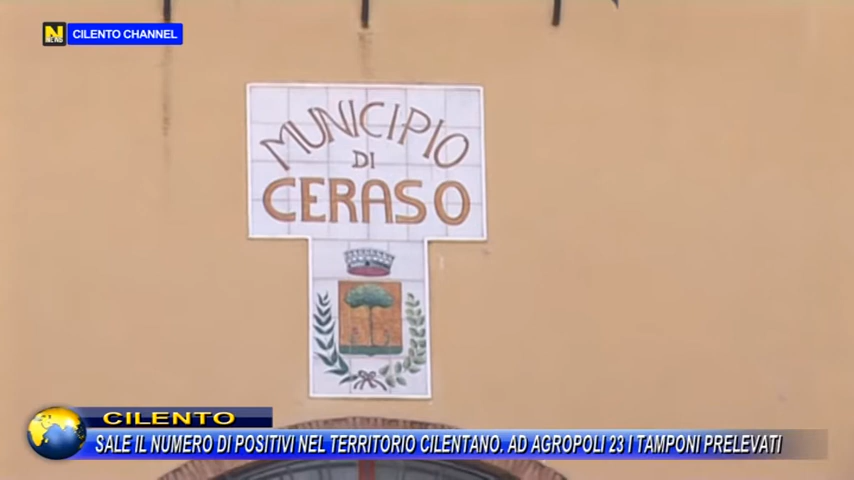 N
CILENTO CHANNEL
MUNICIPIO
DI
CERASO
CILENTO
SALE IL NUMERO DI POSITIVI NEL TERRITORIO CILENTANO. AD AGROPOLI 23 I TAMPONI PRELEVATI